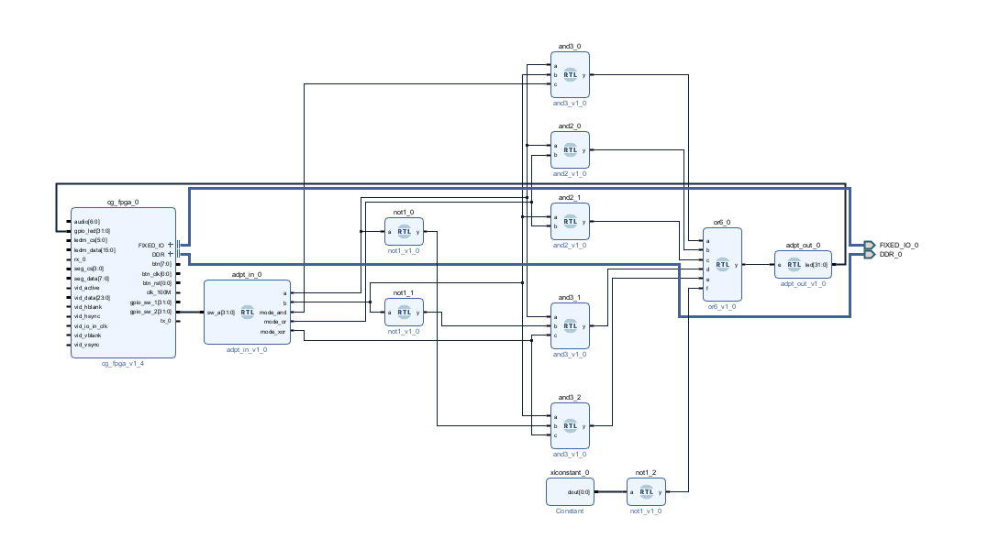 and3_0
a
b
c
RTL
y
and3_v1_0
and2_0
a
b
RTL
y
and2_v1_0
cg_fpga_0
audio[6:0]
gpio_led[31:0]
ledm_cs[5:0]
ledm_data[15:0]
rx_0
seg_cs[3:0]
seg_data[7:0]
vid_active
vid_data[23:0]
vid_hblank
vid_hsync
vid_io_in_clk
vid_vblank
vid_vsync
FIXED_IO
DDR
btn[7:0]
btn_clk[0:0]
btn_rst[0:0]
clk_100M
gpio_sw_1[31:0]
gpio_sw_2[31:0]
tx_0
cg_fpga_v1_4
adpt_in_0
sw_a[31:0]
RTL
a
b
mode_and
mode_or
mode_xor
adpt_in_v1_0
not1_0
a
RTL
y
not1_v1_0
not1_1
a
RTL
y
not1_v1_0
and2_1
a
b
RTL
y
and2_v1_0
and3_1
a
b
c
RTL
y
and3_v1_0
and3_2
a
b
c
RTL
y
and3_v1_0
xlconstant_0
dout[0:0]
Constant
not1_2
a
RTL
y
not1_v1_0
or6_0
a
b
c
d
e
f
RTL
y
or6_v1_0
adpt_out_0
e
RTL
led[31:0]
adpt_out_v1_0
FIXED_IO_0
DDR_0